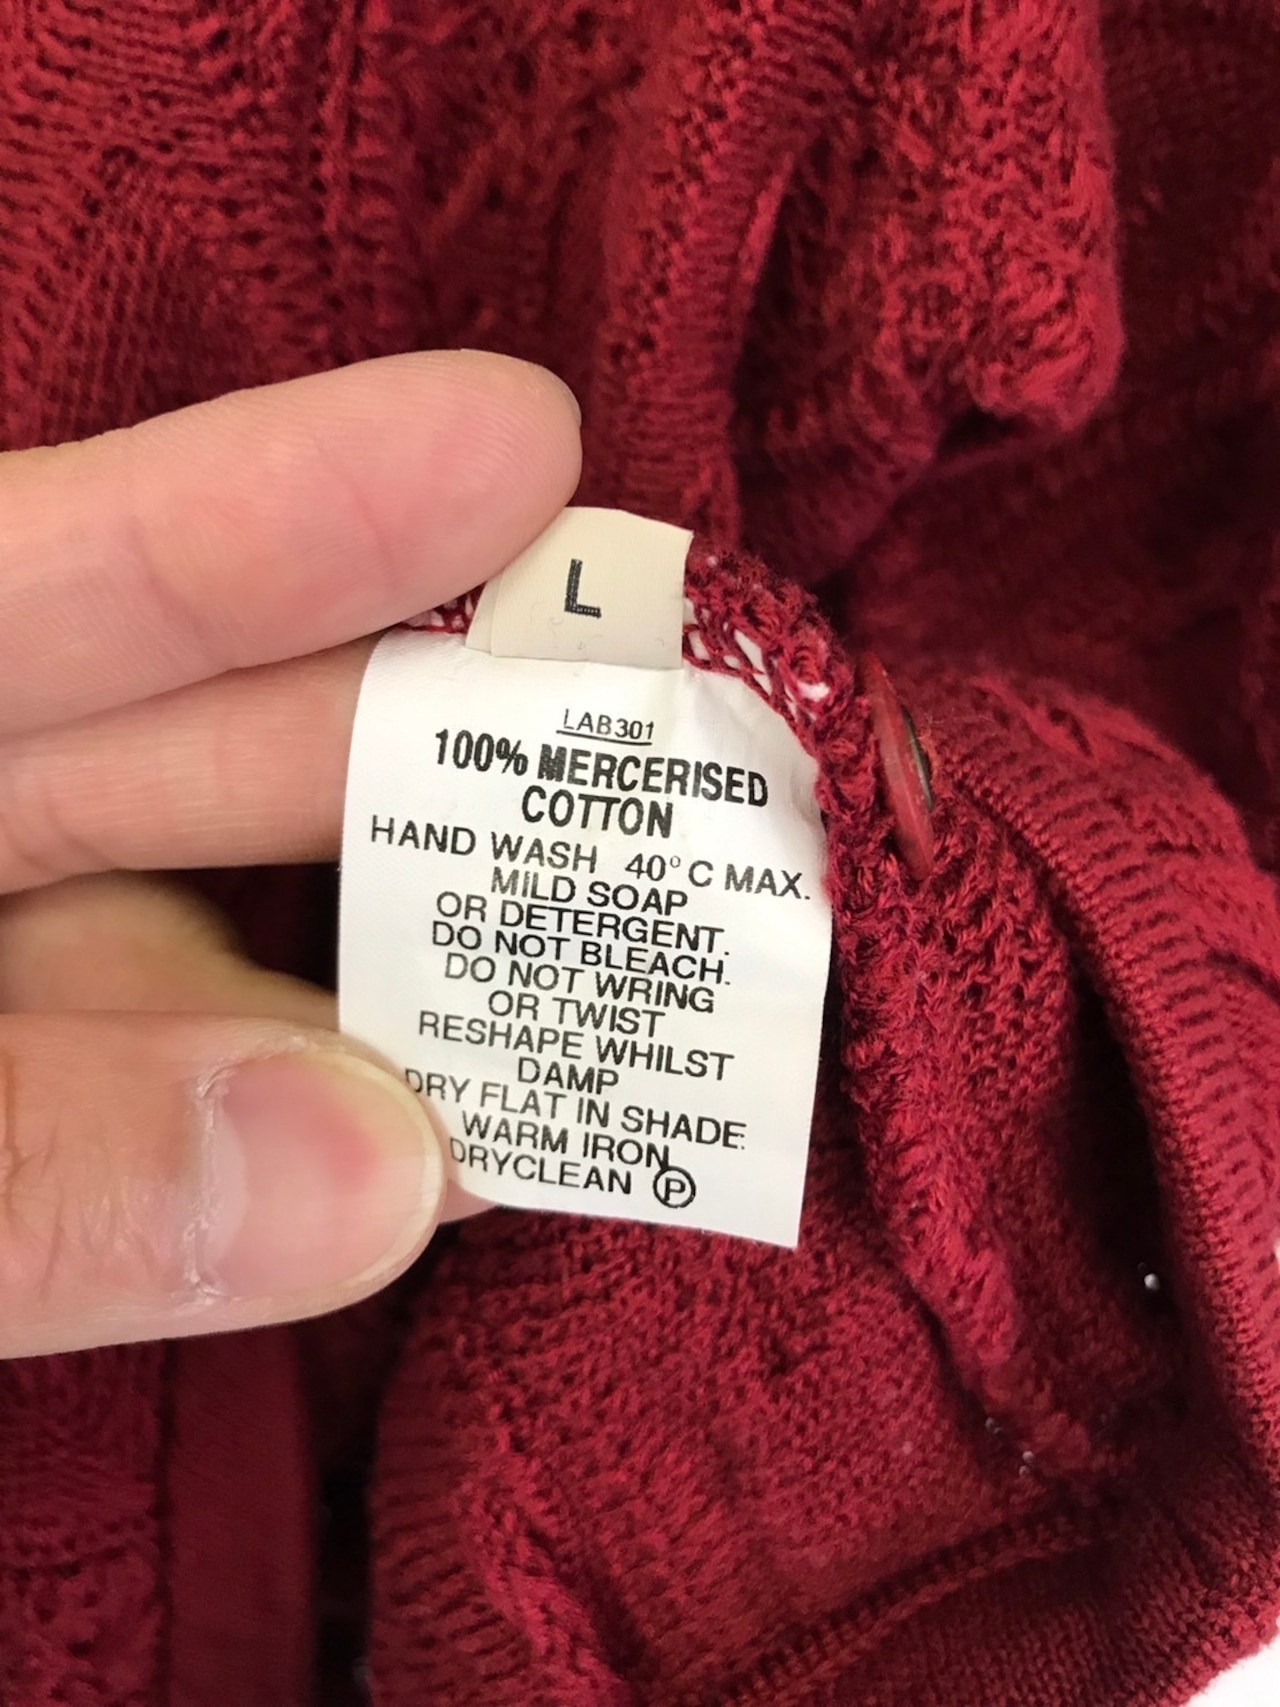 L
LAB301
100% MERCERISED
COTTON
HAND WASH 40° C MAX.
MILD SOAP
OR DETERGENT.
DO NOT BLEACH.
DO NOT WRING
OR TWIST
RESHAPE WHILST
DAMP
DRY FLAT IN SHADE.
WARM IRON
DRYCLEAN Ⓟ